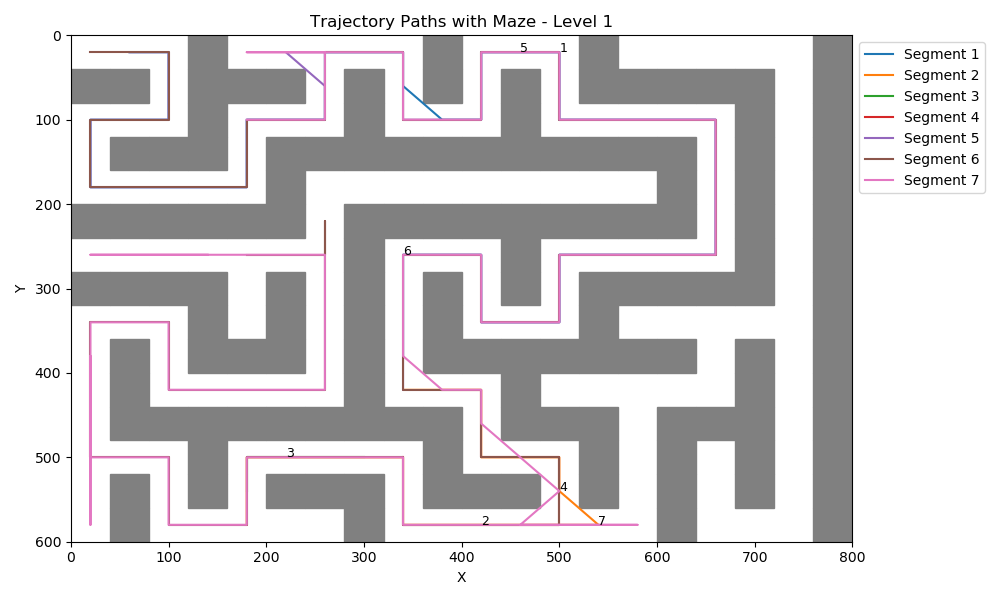 Trajectory Paths with Maze - Level 1
0
100
200
300
400
500
600
Y
0 100 200 300 400 500 600 700 800
X
5 1
6
3
4
2 7
Segment 1
Segment 2
Segment 3
Segment 4
Segment 5
Segment 6
Segment 7